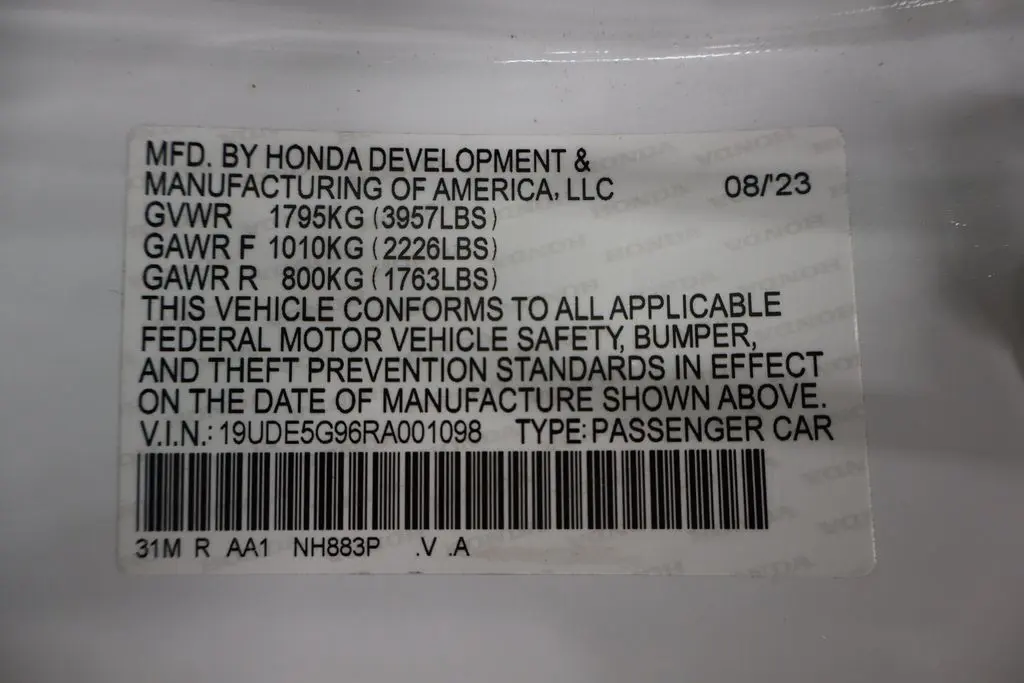 MFD. BY HONDA DEVELOPMENT &
MANUFACTURING OF AMERICA, LLC 08/'23
GVWR 1795KG (3957LBS)
GAWR F 1010KG (2226LBS)
GAWR R 800KG (1763LBS)
THIS VEHICLE CONFORMS TO ALL APPLICABLE
FEDERAL MOTOR VEHICLE SAFETY, BUMPER,
AND THEFT PREVENTION STANDARDS IN EFFECT
ON THE DATE OF MANUFACTURE SHOWN ABOVE.
V.I.N.: 19UDE5G96RA001098 TYPE: PASSENGER CAR
31M R AA1 NH883P .V .A